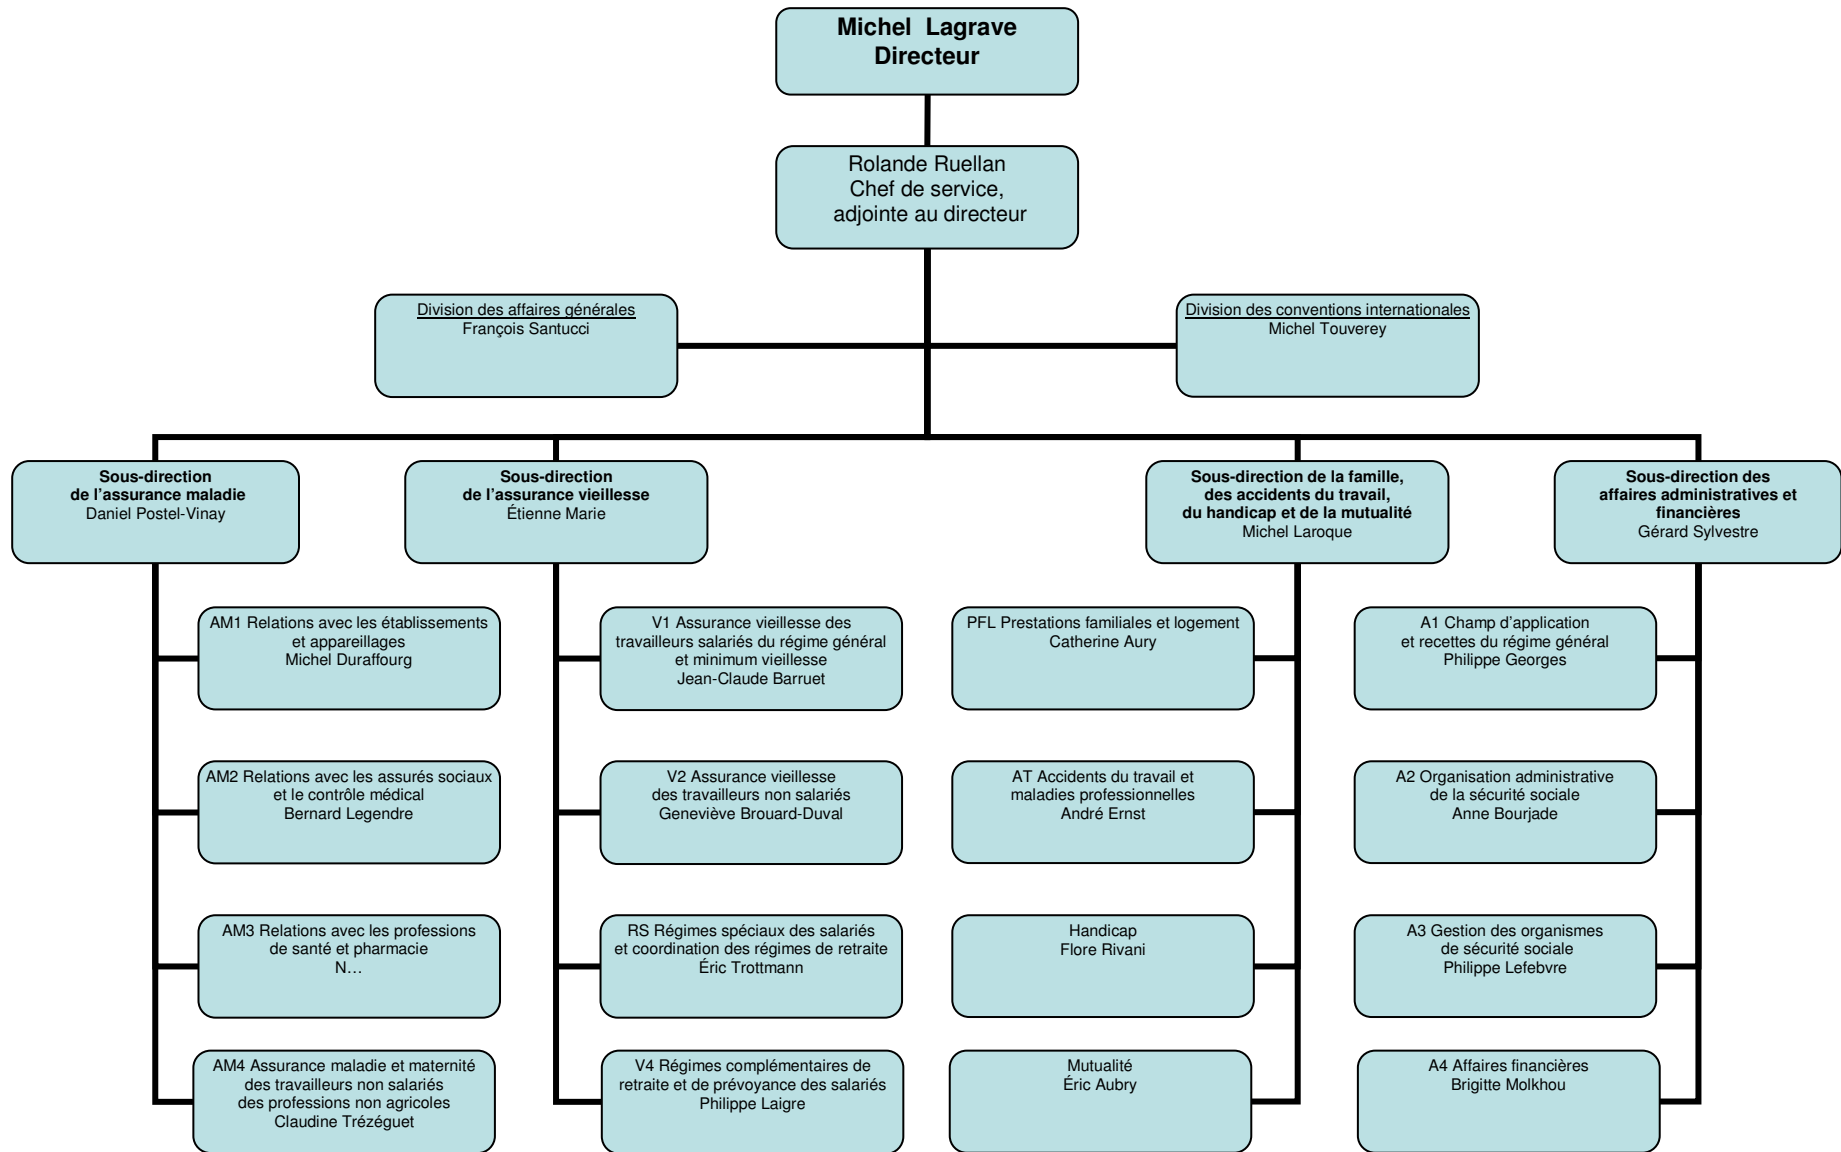 Michel Lagrave
Directeur
Rolande Ruellan
Chef de service,
adjointe au directeur
Division des affaires générales
François Santucci
Division des conventions internationales
Michel Touverey
Sous-direction
de l'assurance maladie
Daniel Postel-Vinay
Sous-direction
de l'assurance vieillesse
Étienne Marie
Sous-direction de la famille,
des accidents du travail,
du handicap et de la mutualité
Michel Laroque
Sous-direction des
affaires administratives et
financières
Gérard Sylvestre
AM1 Relations avec les établissements
et appareillages
Michel Duraffourg
V1 Assurance vieillesse des
travailleurs salariés du régime général
et minimum vieillesse
Jean-Claude Barruet
PFL Prestations familiales et logement
Catherine Aury
A1 Champ d'application
et recettes du régime général
Philippe Georges
AM2 Relations avec les assurés sociaux
et le contrôle médical
Bernard Legendre
V2 Assurance vieillesse
des travailleurs non salariés
Geneviève Brouard-Duval
AT Accidents du travail et
maladies professionnelles
André Ernst
A2 Organisation administrative
de la sécurité sociale
Anne Bourjade
AM3 Relations avec les professions
de santé et pharmacie
N…
RS Régimes spéciaux des salariés
et coordination des régimes de retraite
Éric Trottmann
Handicap
Flore Rivani
A3 Gestion des organismes
de sécurité sociale
Philippe Lefebvre
AM4 Assurance maladie et maternité
des travailleurs non salariés
des professions non agricoles
Claudine Trézéguet
V4 Régimes complémentaires de
retraite et de prévoyance des salariés
Philippe Laigre
Mutualité
Éric Aubry
A4 Affaires financières
Brigitte Molkhou